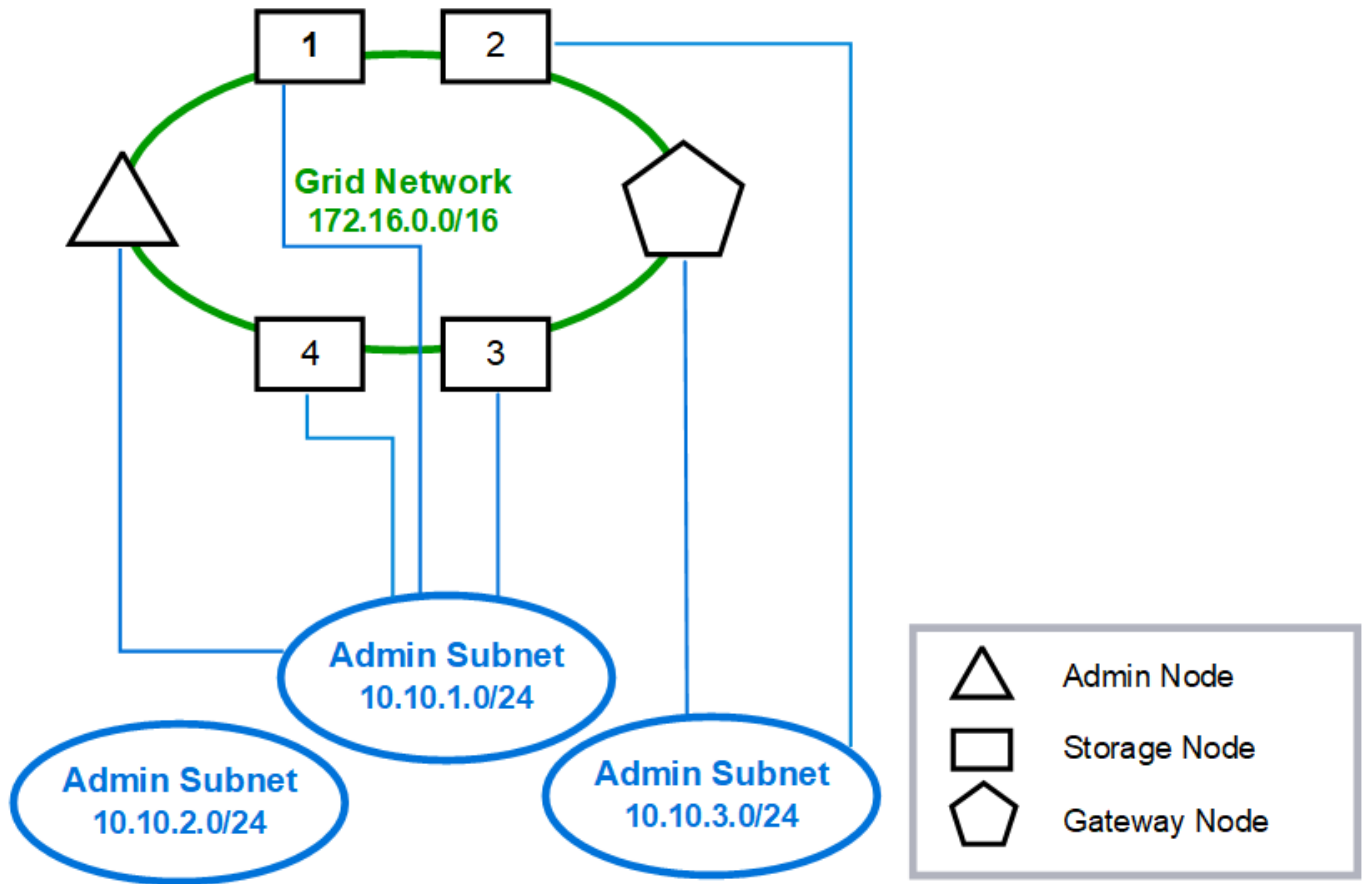 1
2
Grid Network
172.16.0.0/16
4
3
Admin Subnet
10.10.1.0/24
Admin Subnet
10.10.2.0/24
Admin Subnet
10.10.3.0/24
Admin Node
Storage Node
Gateway Node